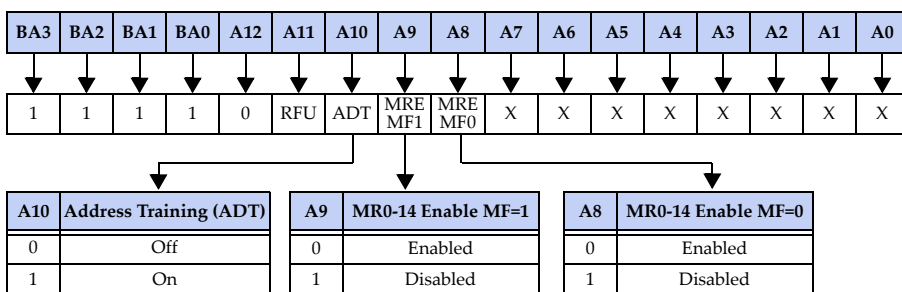 BA3 BA2 BA1 BA0 A12 A11 A10 A9 A8 A7 A6 A5 A4 A3 A2 A1 A0
1 1 1 1 0 RFU ADT MRE MF1 MRE MF0 X X X X X X X X
A10 Address Training (ADT)
0 Off
1 On
A9 MR0-14 Enable MF=1
0 Enabled
1 Disabled
A8 MR0-14 Enable MF=0
0 Enabled
1 Disabled